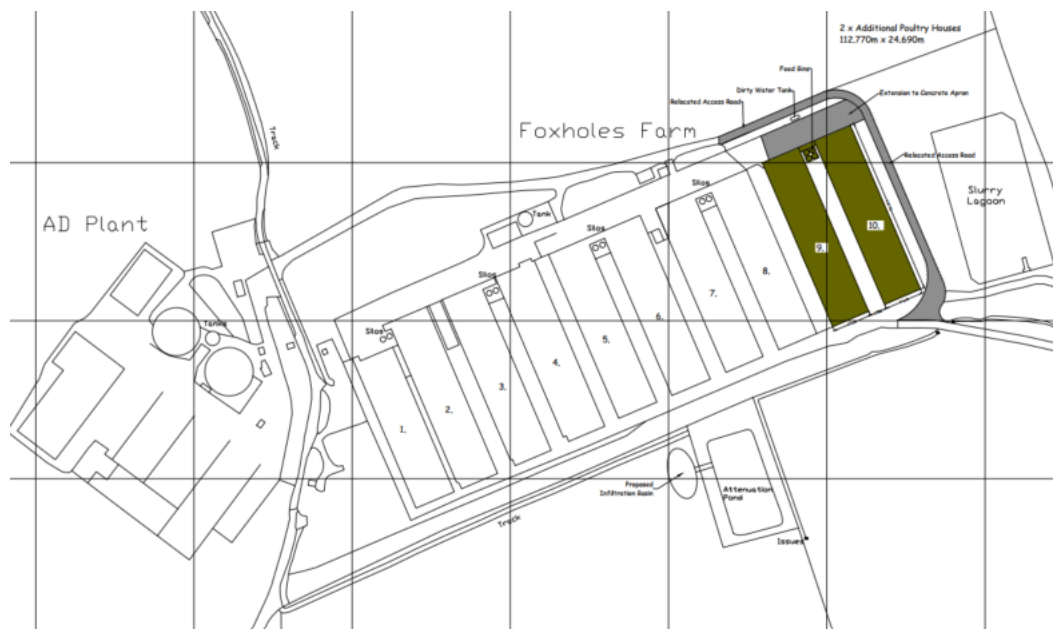 2 x Additional Poultry Houses
112,770m x 24,690m
Feed Bins
Dirty Water Tank
Extension to Concrete Apron
Relocated Access Road
Foxholes Farm
Track
Relocated Access Road
Slurry
Lagoon
Silos
AD Plant
Tank
Silos
10.
9.
8.
Silos
7.
6.
Tanks
Silos
5.
4.
3.
2.
1.
Proposed
Infiltration Basin
Attenuation
Pond
Track
Issues